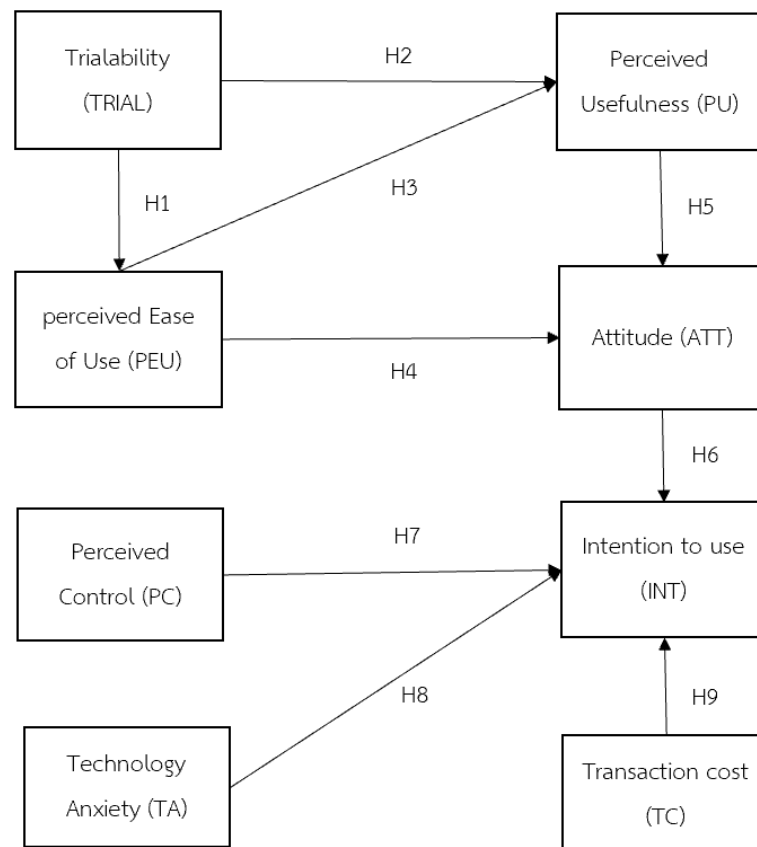 Trialability
(TRIAL)
H2
Perceived
Usefulness (PU)
H1
H3
H5
perceived Ease
of Use (PEU)
H4
Attitude (ATT)
H6
Perceived
Control (PC)
H7
Intention to use
(INT)
H8
H9
Technology
Anxiety (TA)
Transaction cost
(TC)